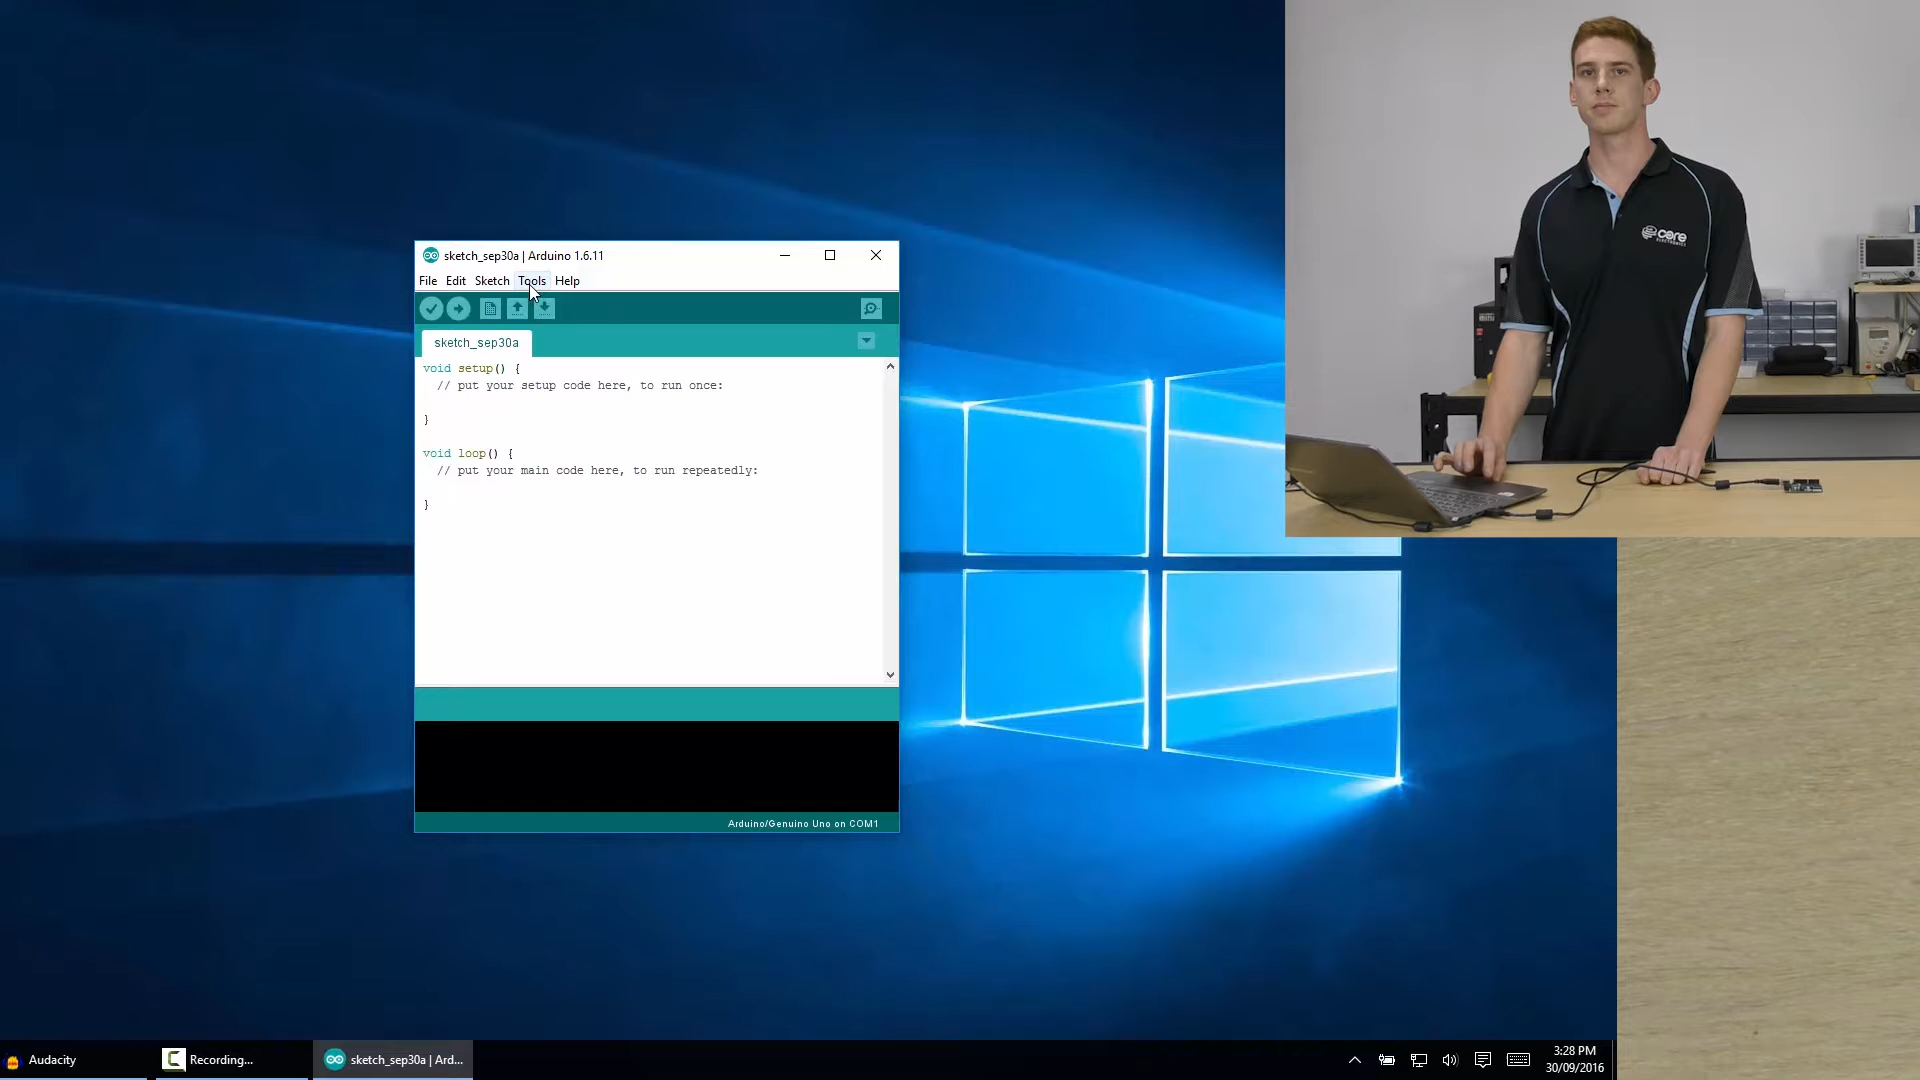 sketch_sep30a | Arduino 1.6.11
File Edit Sketch Tools Help
sketch_sep30a
void setup() {
// put your setup code here, to run once:
}
void loop() {
// put your main code here, to run repeatedly:
}
Arduino/Genuino Uno on COM1
core
ELECTRONICS
Audacity
Recording...
sketch_sep30a | Ard...
3:28 PM
30/09/2016